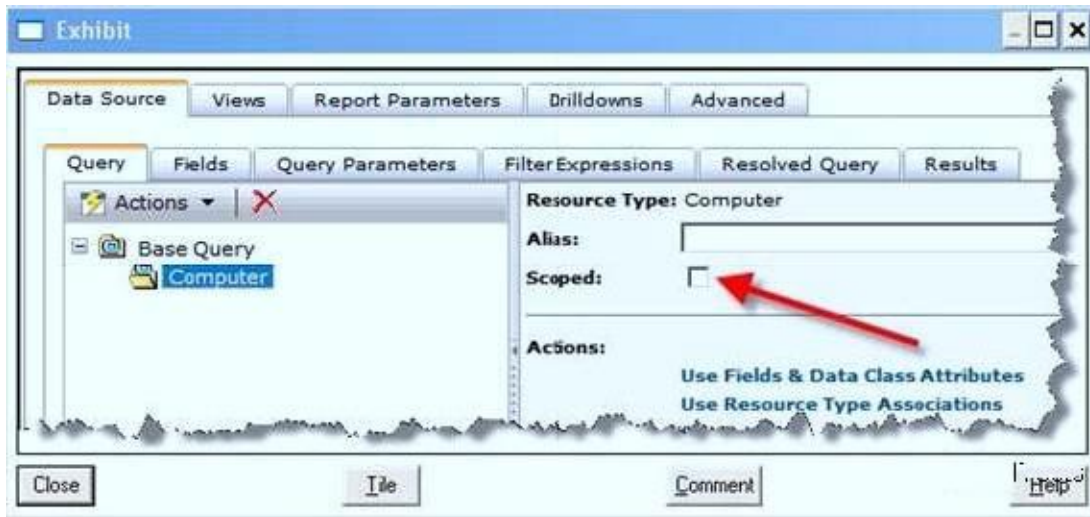 Exhibit
Data Source Views Report Parameters Drilldowns Advanced
Query Fields Query Parameters FilterExpressions Resolved Query Results
Actions
Resource Type: Computer
Base Query
Alias:
Computer
Scoped:
Actions:
Use Fields & Data Class Attributes
Use Resource Type Associations
Close Tile Comment Help